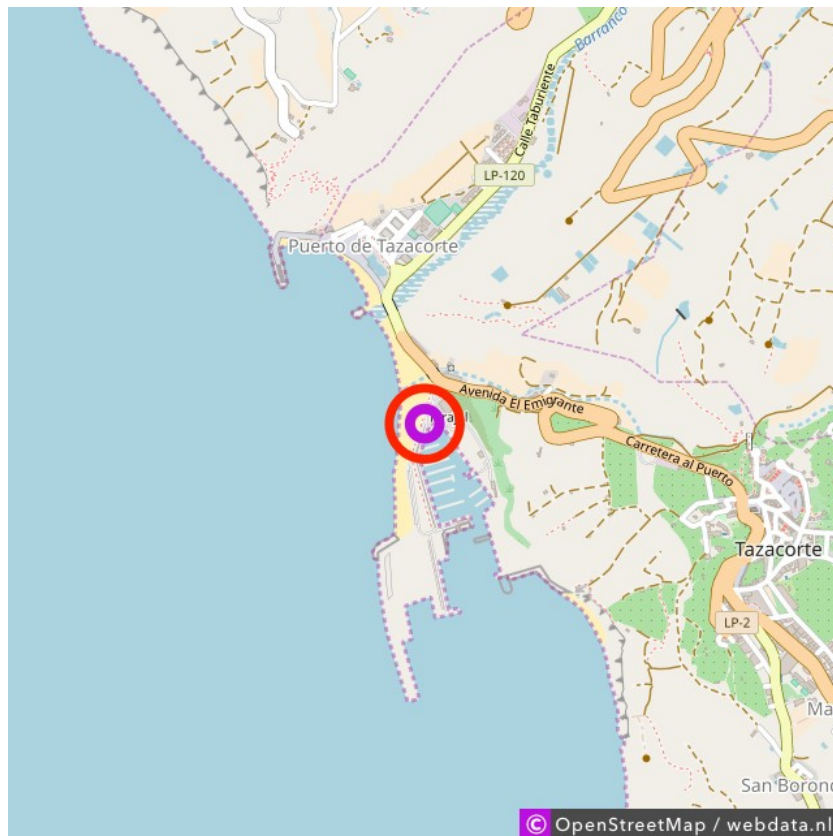 Barranco
Calle Taburiente
LP-120
Puerto de Tazacorte
Avenida El Emigrante
Carretera al Puerto
Tazacorte
LP-2
Ma
San Borond
© OpenStreetMap / webdata.nl